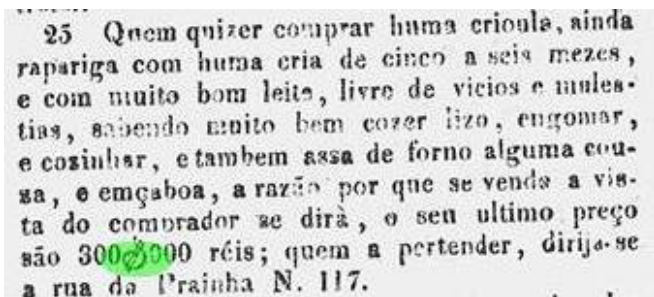 25 Quem quizer comprar huma crioula, ainda
rapariga com huma cria de cinco a seis mezes,
e com muito bom leite, livre de vicios e moles-
tias, sabendo muito bem cozer lizo, engomar,
e cosinhar, e tambem assa de forno alguma cou-
sa, e emçaboa, a razão por que se vende a vis-
ta do comprador se dirà, o seu ultimo preço
são 300$000 réis; quem a pertender, dirija-se
a rua da Prainha N. 117.